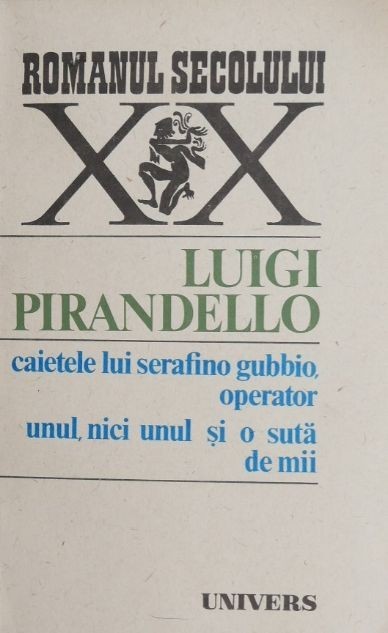 ROMANUL SECOLULUI
XX
LUIGI
PIRANDELLO
caietele lui serafino gubbio,
operator
unul, nici unul și o sută
de mii
UNIVERS